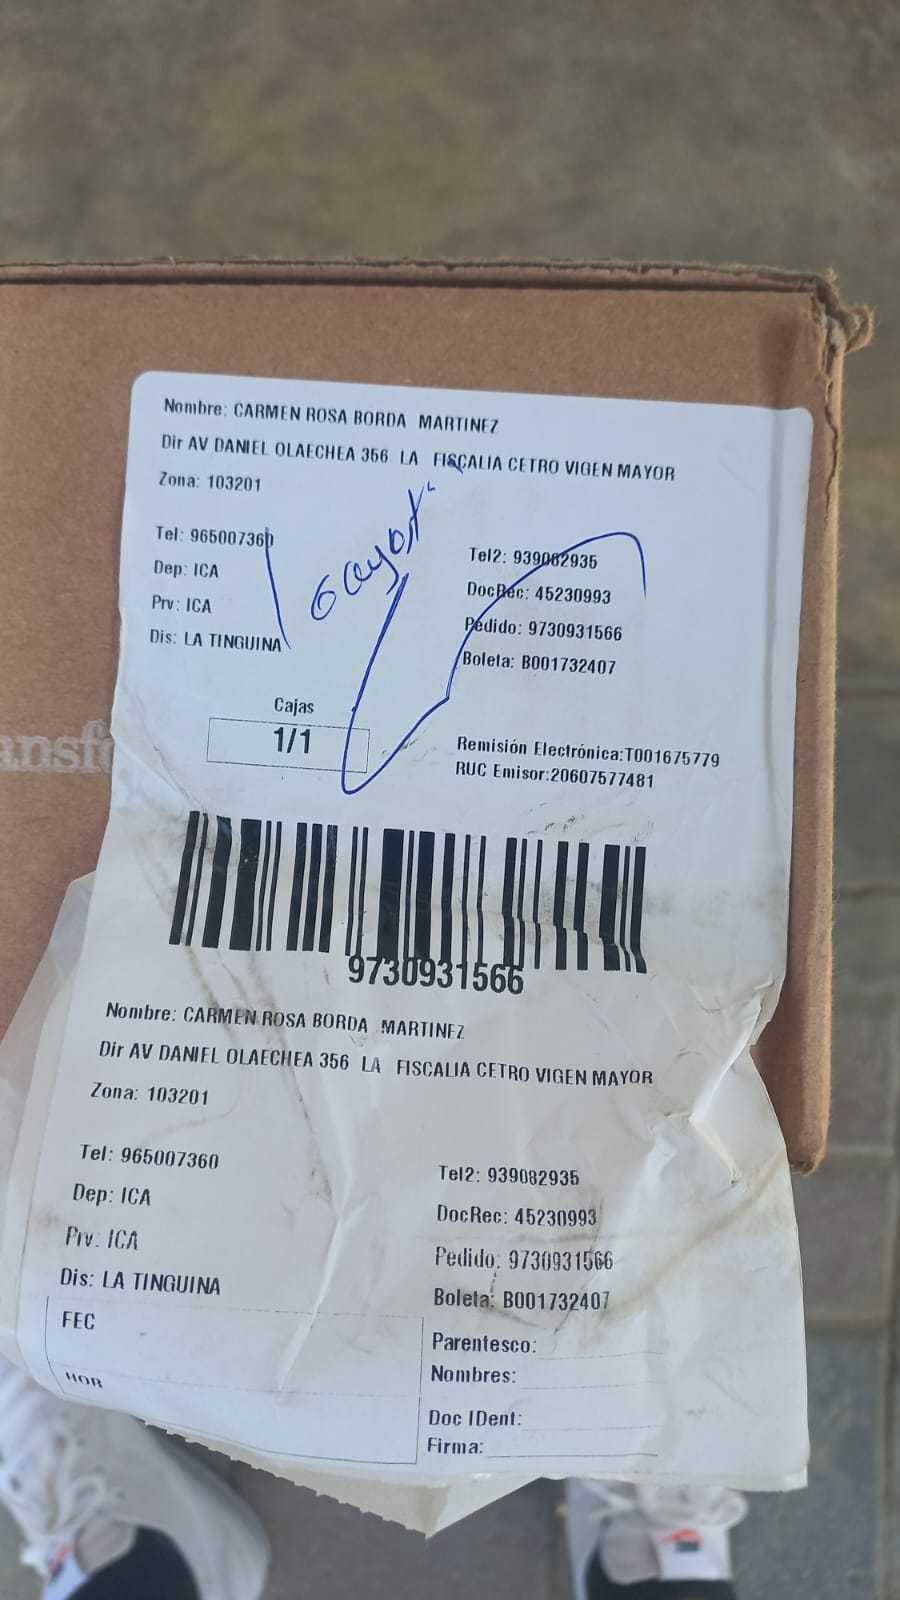 Nombre: CARMEN ROSA BORDA MARTINEZ
Dir AV DANIEL OLAECHEA 356 LA FISCALIA CETRO VIGEN MAYOR
Zona: 103201
Tel: 965007360 Tel2: 939082935
Dep: ICA DocRec: 45230993
Prv: ICA Pedido: 9730931566
Dis: LA TINGUINA Boleta: B001732407
Cajas
1/1
Remisión Electrónica:T001675779
RUC Emisor:20607577481
ansfo
9730931566
Nombre: CARMEN ROSA BORDA MARTINEZ
Dir AV DANIEL OLAECHEA 356 LA FISCALIA CETRO VIGEN MAYOR
Zona: 103201
Tel: 965007360 Tel2: 939082935
Dep: ICA DocRec: 45230993
Prv: ICA Pedido: 9730931566
Dis: LA TINGUINA Boleta: B001732407
FEC
HOR
Parentesco:
Nombres:
Doc IDent:
Firma: